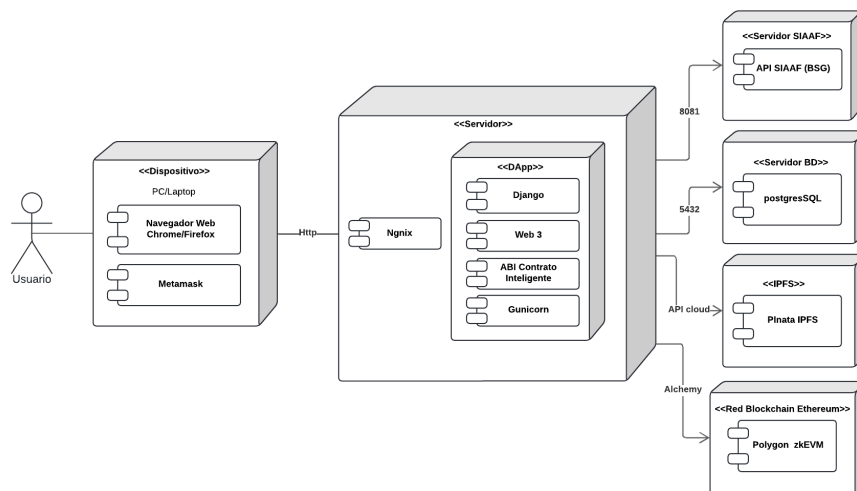 Usuario
<<Dispositivo>>
PC/Laptop
Navegador Web
Chrome/Firefox
Metamask
Http
<<Servidor>>
Ngnix
<<DApp>>
Django
Web 3
ABI Contrato
Inteligente
Gunicorn
8081
5432
API cloud
Alchemy
<<Servidor SIAAF>>
API SIAAF (BSG)
<<Servidor BD>>
postgresSQL
<<IPFS>>
PInata IPFS
<<Red Blockchain Ethereum>>
Polygon zkEVM